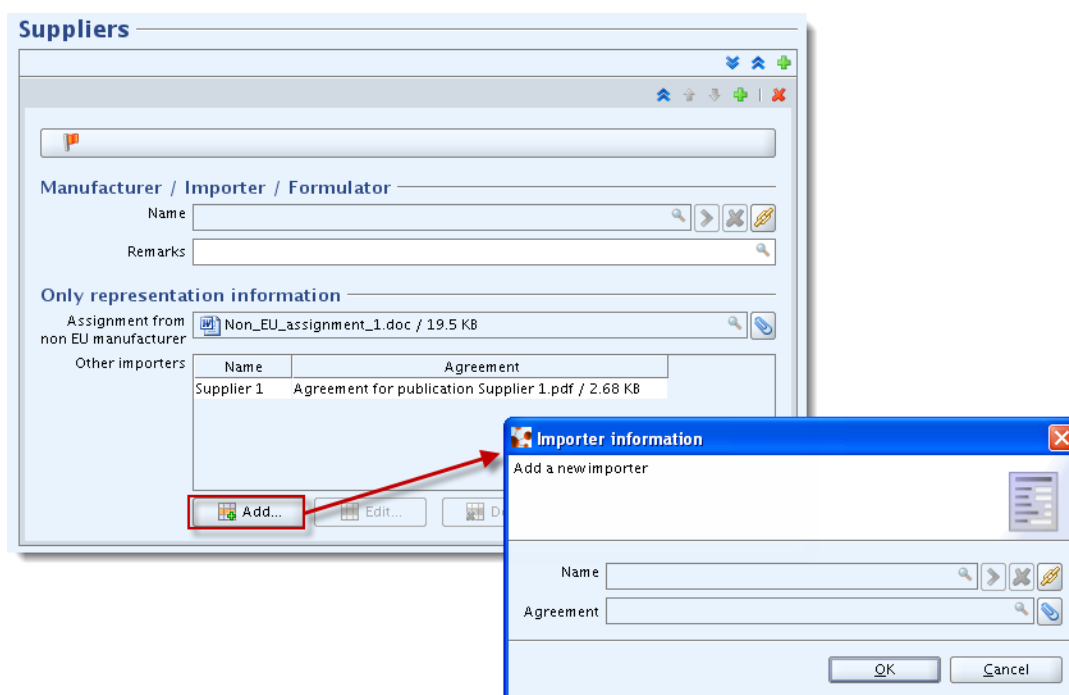 Suppliers
Manufacturer / Importer / Formulator
Name
Remarks
Only representation information
Assignment from
non EU manufacturer
Non_EU_assignment_1.doc / 19.5 KB
Other importers
Name Agreement
Supplier 1 Agreement for publication Supplier 1.pdf / 2.68 KB
Add... Edit...
Importer information
Add a new importer
Name
Agreement
OK Cancel